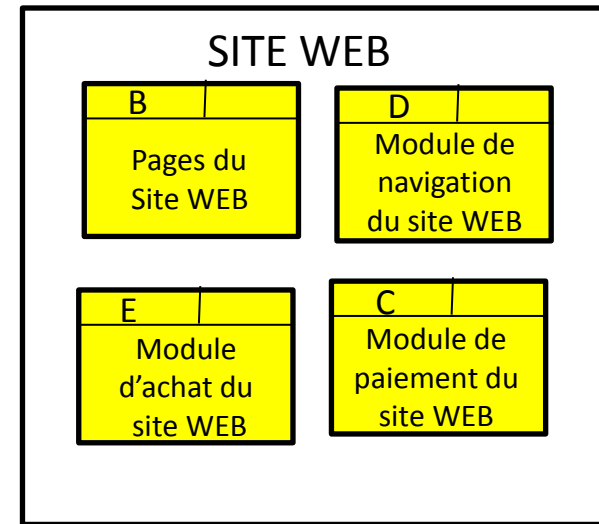 SITE WEB
B
Pages du
Site WEB
D
Module de
navigation
du site WEB
E
Module
d'achat du
site WEB
C
Module de
paiement du
site WEB